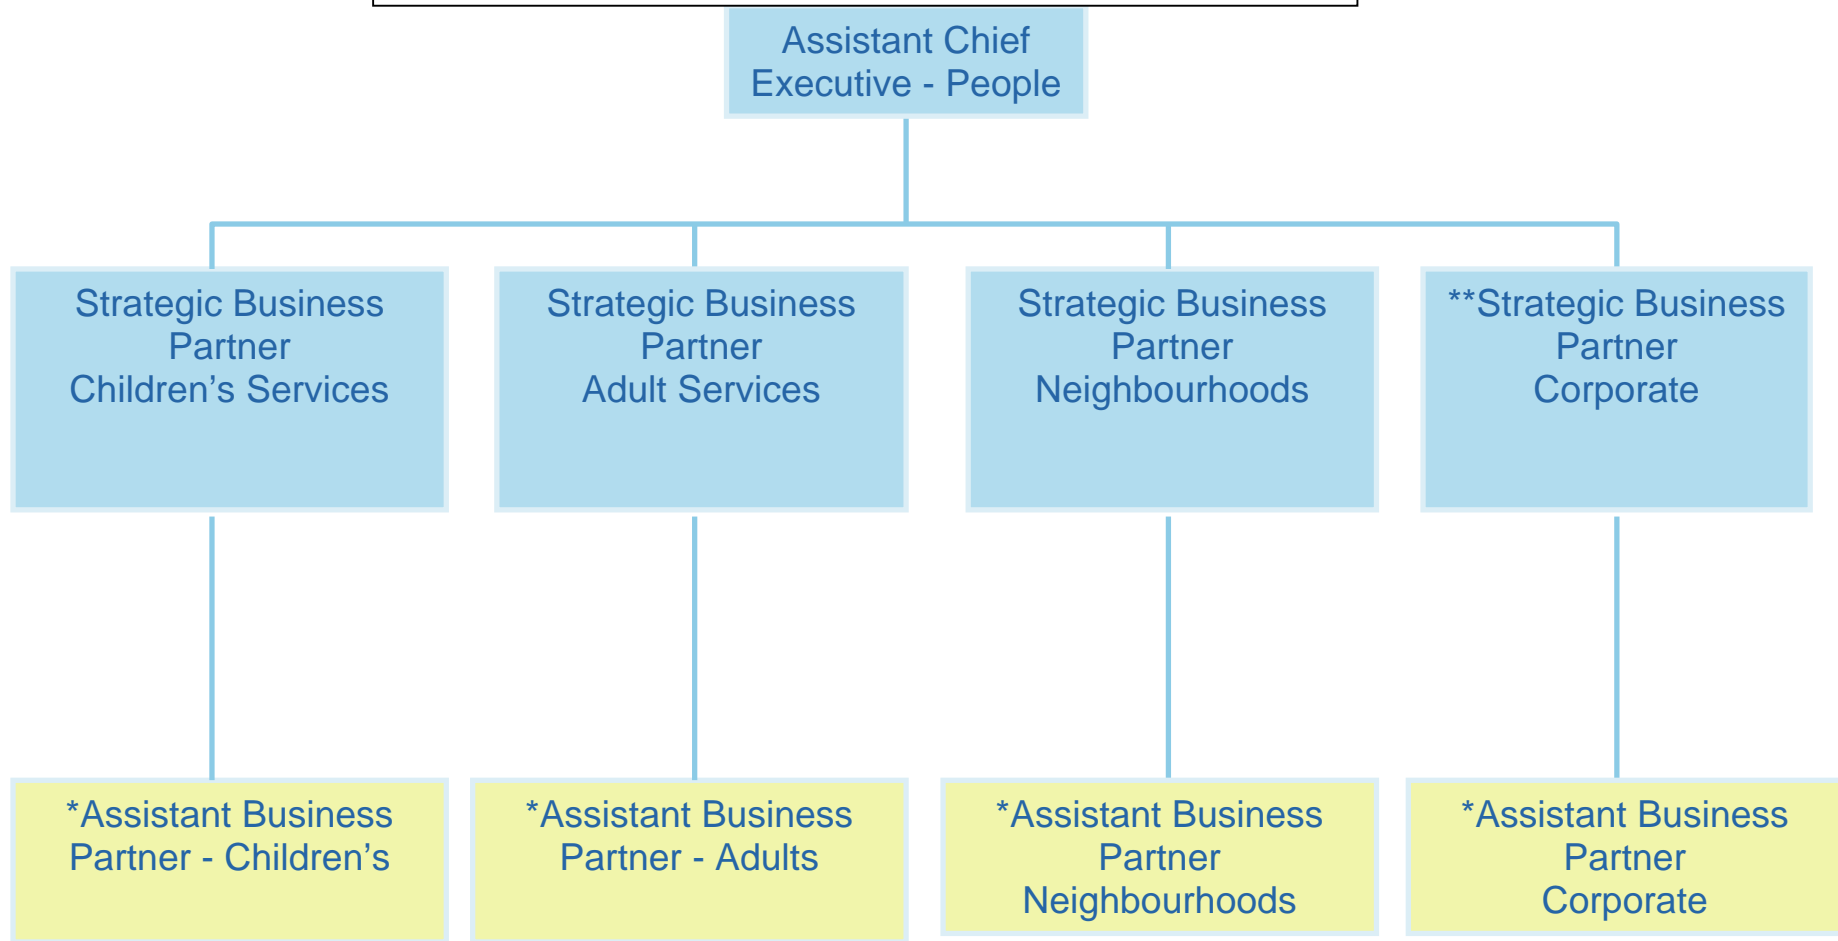 Assistant Chief
Executive - People
Strategic Business
Partner
Children’s Services
Strategic Business
Partner
Adult Services
Strategic Business
Partner
Neighbourhoods
**Strategic Business
Partner
Corporate
*Assistant Business
Partner - Children’s
*Assistant Business
Partner - Adults
*Assistant Business
Partner
Neighbourhoods
*Assistant Business
Partner
Corporate